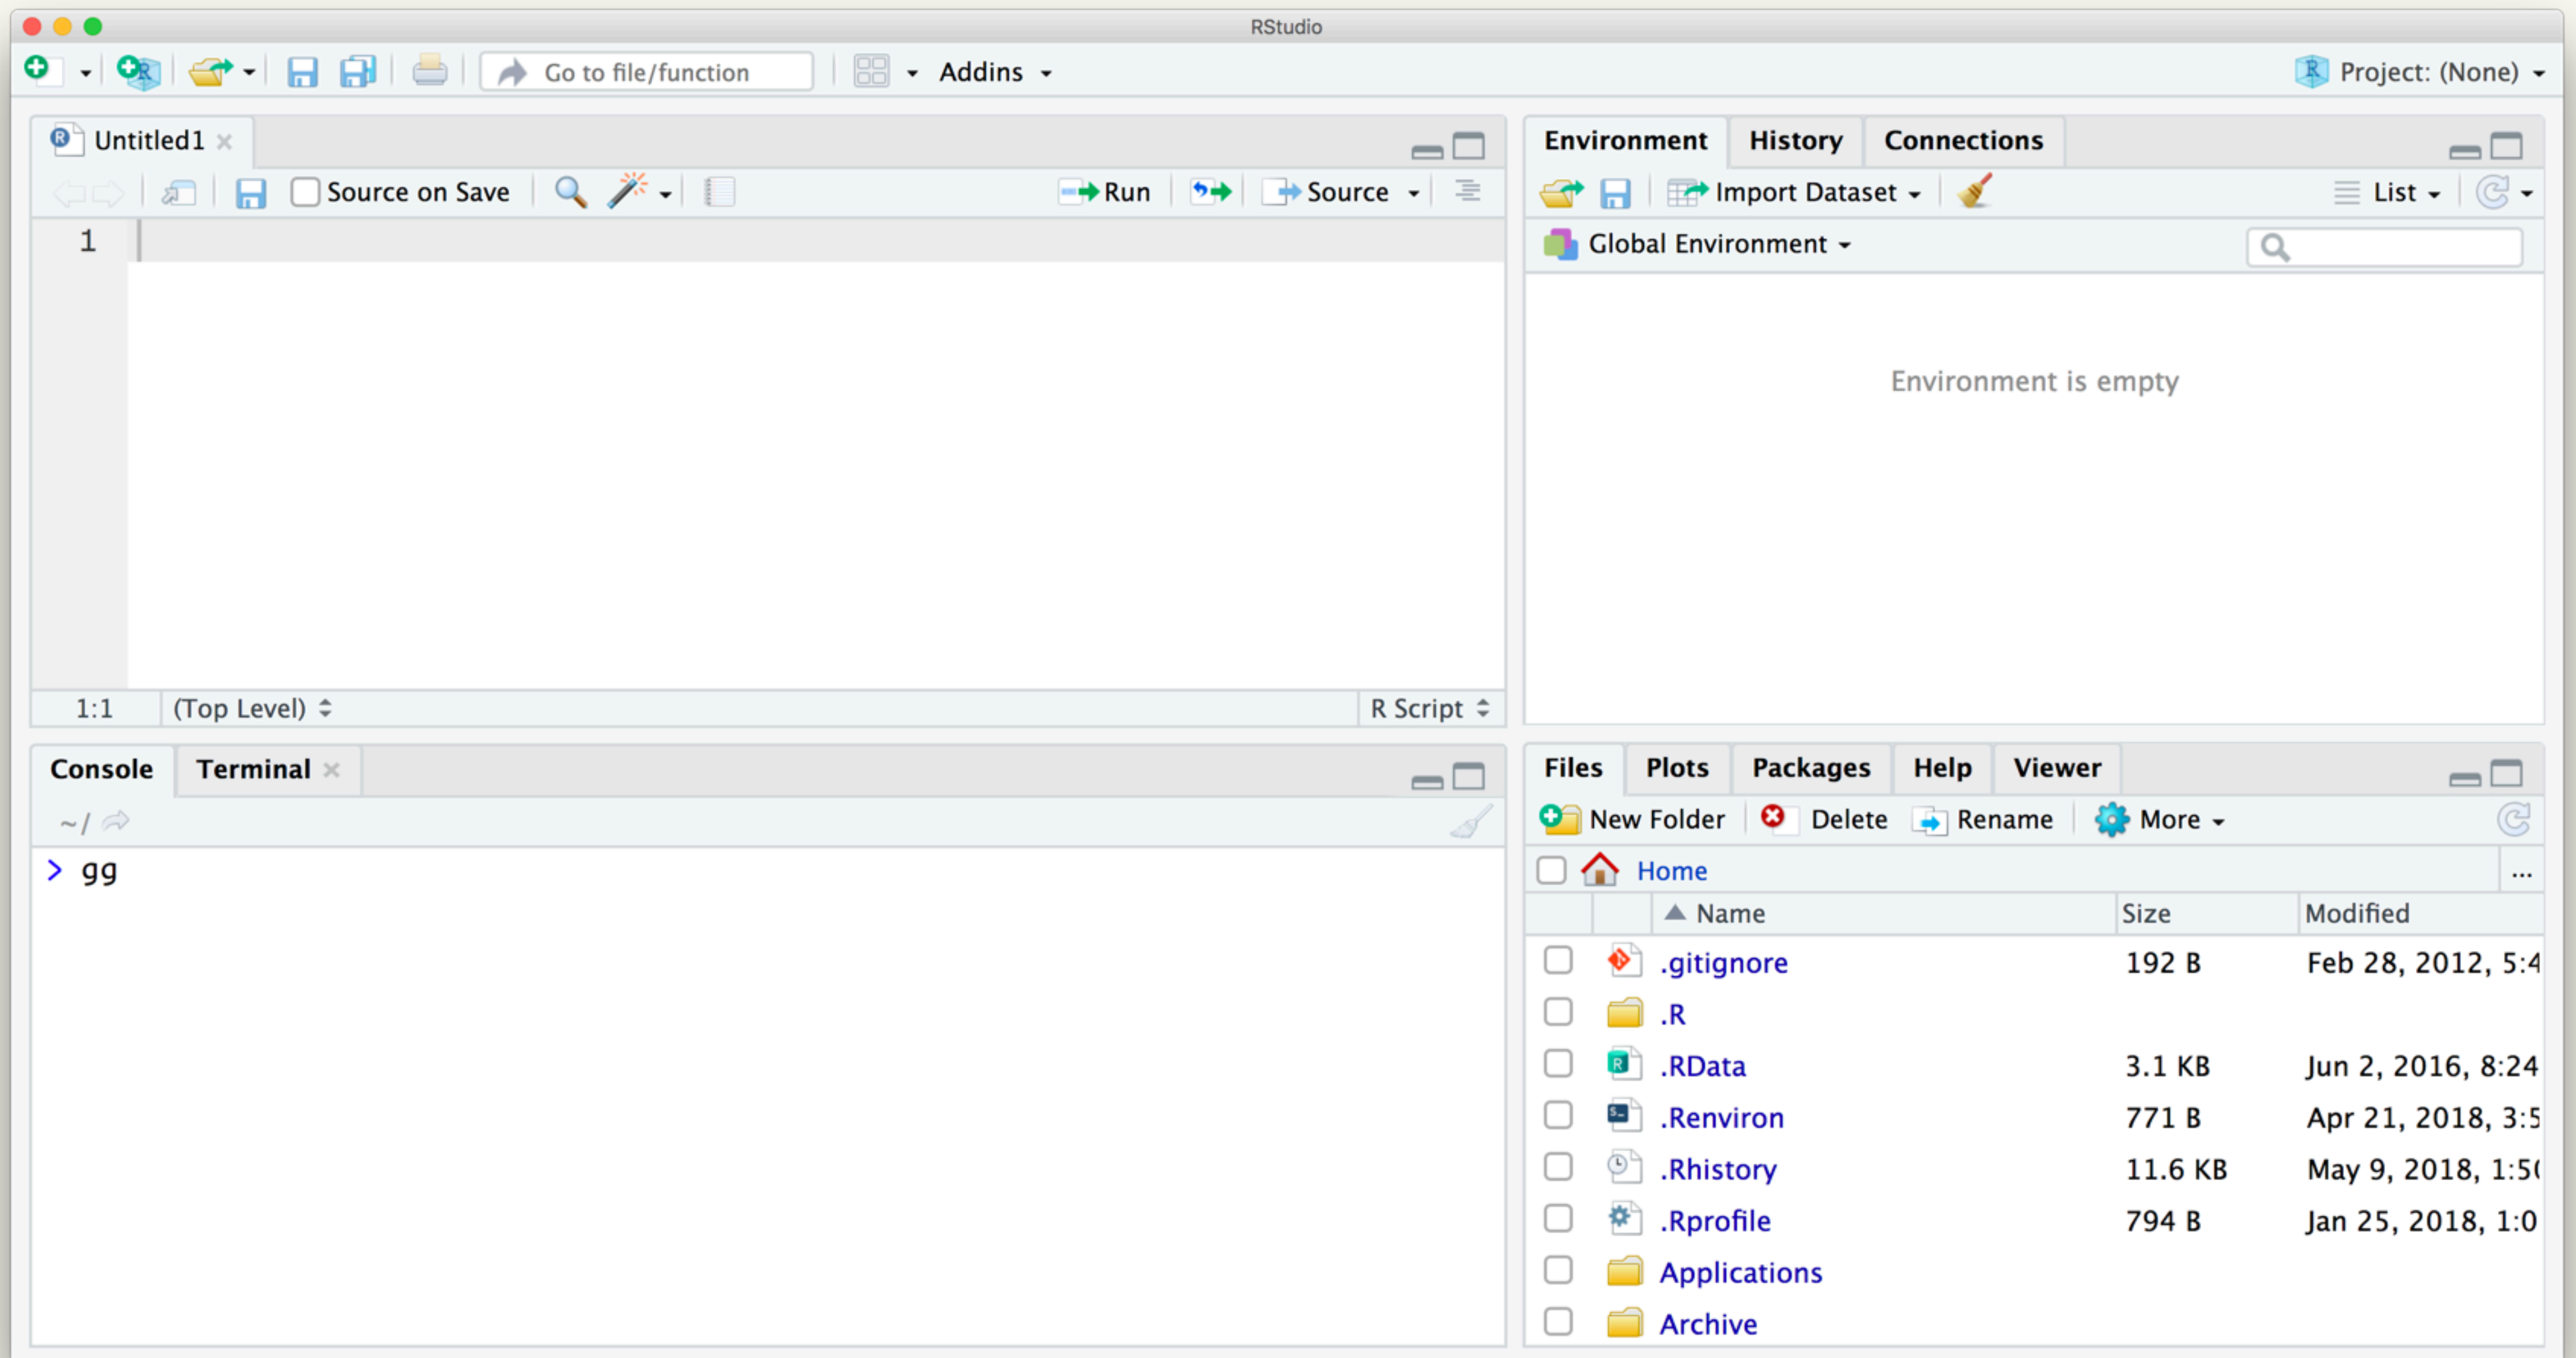 RStudio
Go to file/function
Addins
Project: (None)
Untitled1
Source on Save
Run
Source
1
1:1
(Top Level)
R Script
Environment
History
Connections
Import Dataset
List
Global Environment
Environment is empty
Console
Terminal
~/
> gg
Files
Plots
Packages
Help
Viewer
New Folder
Delete
Rename
More
Home
...
Name Size Modified
.gitignore 192 B Feb 28, 2012, 5:4
.R
.RData 3.1 KB Jun 2, 2016, 8:24
.Renviron 771 B Apr 21, 2018, 3:5
.Rhistory 11.6 KB May 9, 2018, 1:50
.Rprofile 794 B Jan 25, 2018, 1:0
Applications
Archive